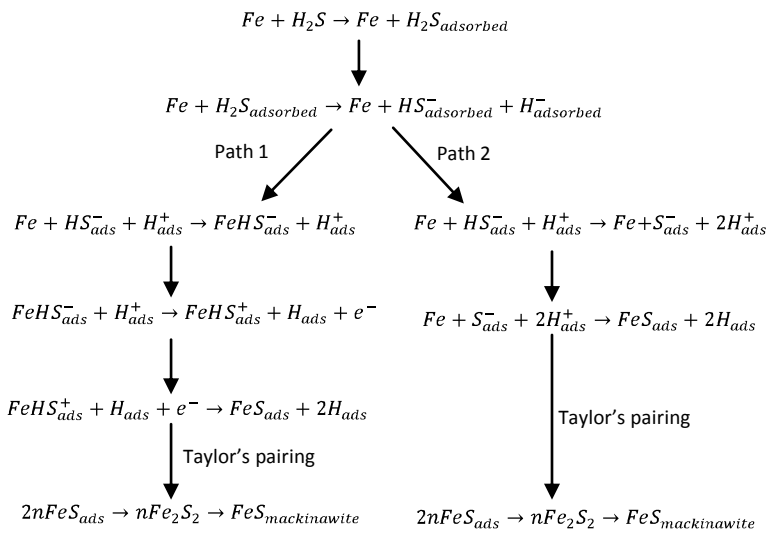 Fe + H₂S → Fe + H₂S_adsorbed
Fe + H₂S_adsorbed → Fe + HS⁻_adsorbed + H⁻_adsorbed
Path 1
Path 2
Fe + HS⁻_ads + H⁺_ads → FeHS⁻_ads + H⁺_ads
Fe + HS⁻_ads + H⁺_ads → Fe+S⁻_ads + 2H⁺_ads
FeHS⁻_ads + H⁺_ads → FeHS⁺_ads + H_ads + e⁻
Fe + S⁻_ads + 2H⁺_ads → FeS_ads + 2H_ads
FeHS⁺_ads + H_ads + e⁻ → FeS_ads + 2H_ads
Taylor's pairing
Taylor's pairing
2nFeS_ads → nFe₂S₂ → FeS_mackinawite
2nFeS_ads → nFe₂S₂ → FeS_mackinawite